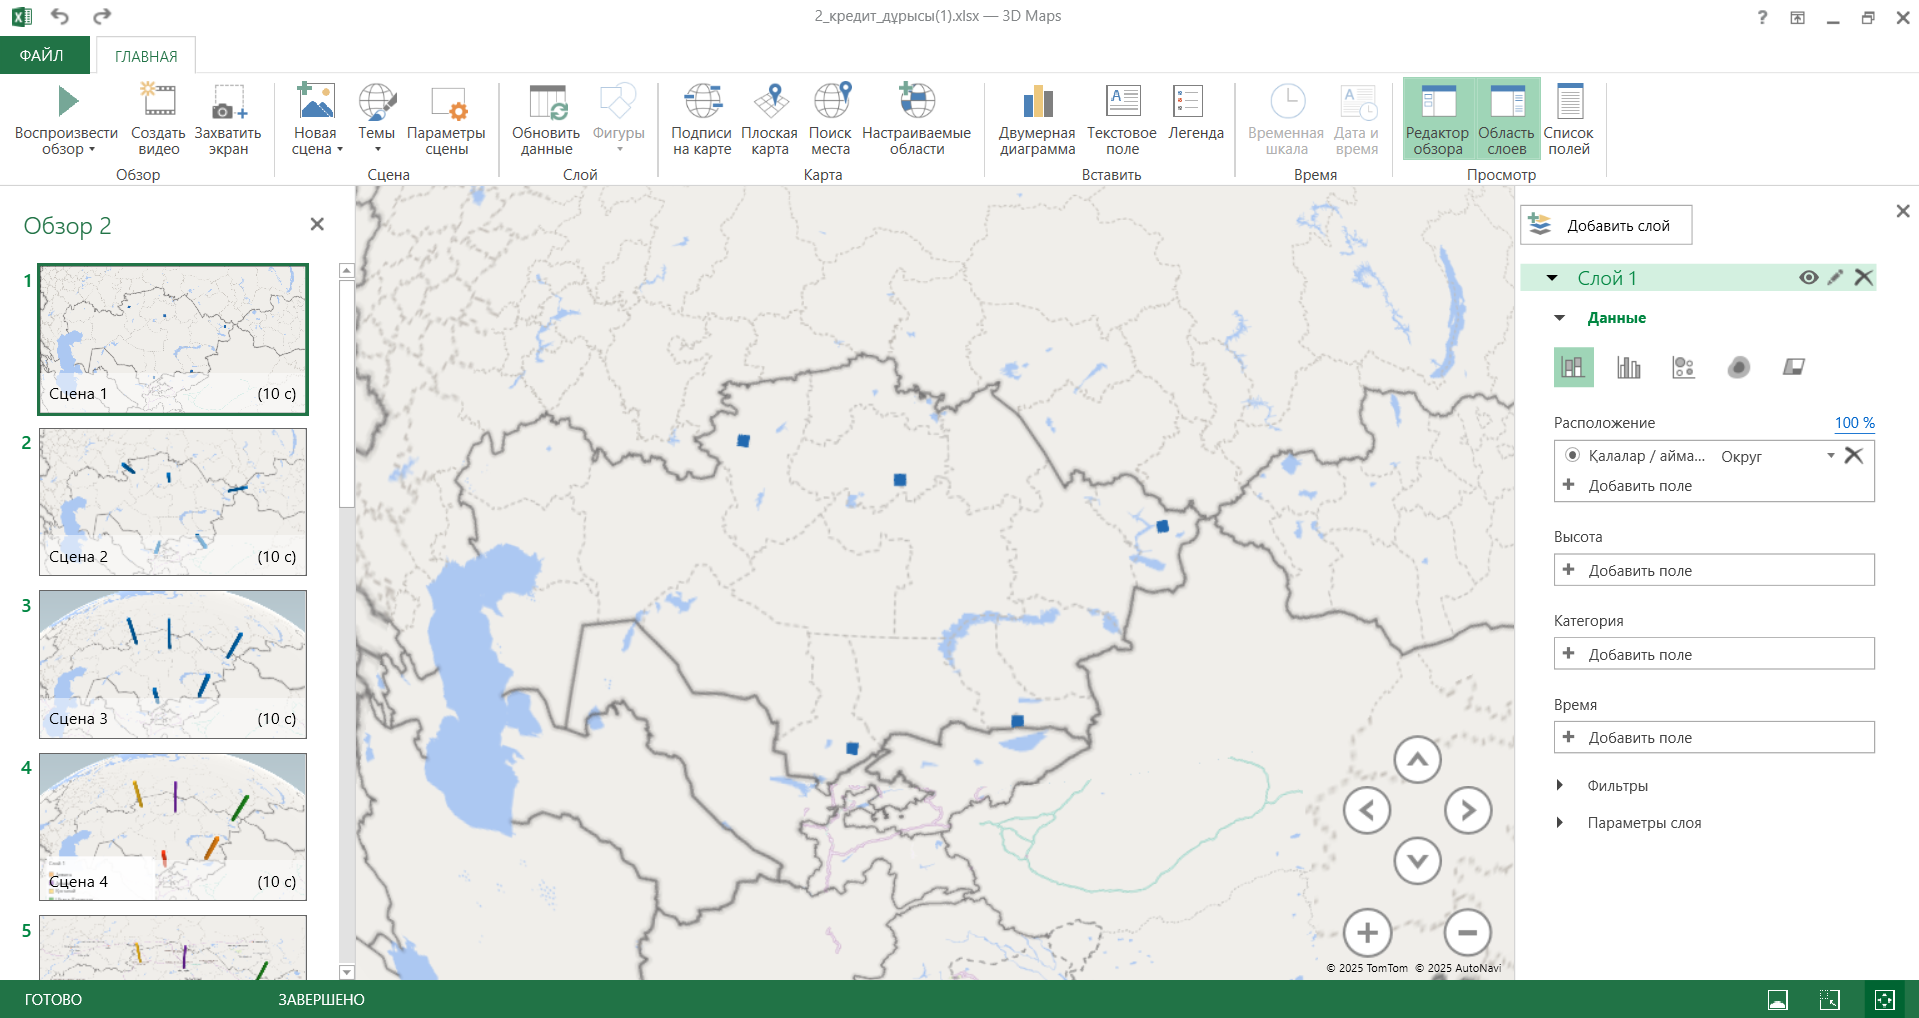 2_кредит_дұрысы(1).xlsx — 3D Maps
?
ФАЙЛ
ГЛАВНАЯ
Воспроизвести обзор
Создать видео
Захватить экран
Новая сцена
Темы
Параметры сцены
Обновить данные
Фигуры
Подписи на карте
Плоская карта
Поиск места
Настраиваемые области
Двумерная диаграмма
Текстовое поле
Легенда
Временная шкала
Дата и время
Редактор обзора
Область слоев
Список полей
Обзор
Сцена
Слой
Карта
Вставить
Время
Просмотр
Обзор 2
1
Сцена 1 (10 с)
2
Сцена 2 (10 с)
3
Сцена 3 (10 с)
4
Сцена 4 (10 с)
5
© 2025 TomTom © 2025 AutoNavi
Добавить слой
Слой 1
Данные
Расположение 100 %
Қалалар / айма... Округ
Добавить поле
Высота
Добавить поле
Категория
Добавить поле
Время
Добавить поле
Фильтры
Параметры слоя
ГОТОВО
ЗАВЕРШЕНО